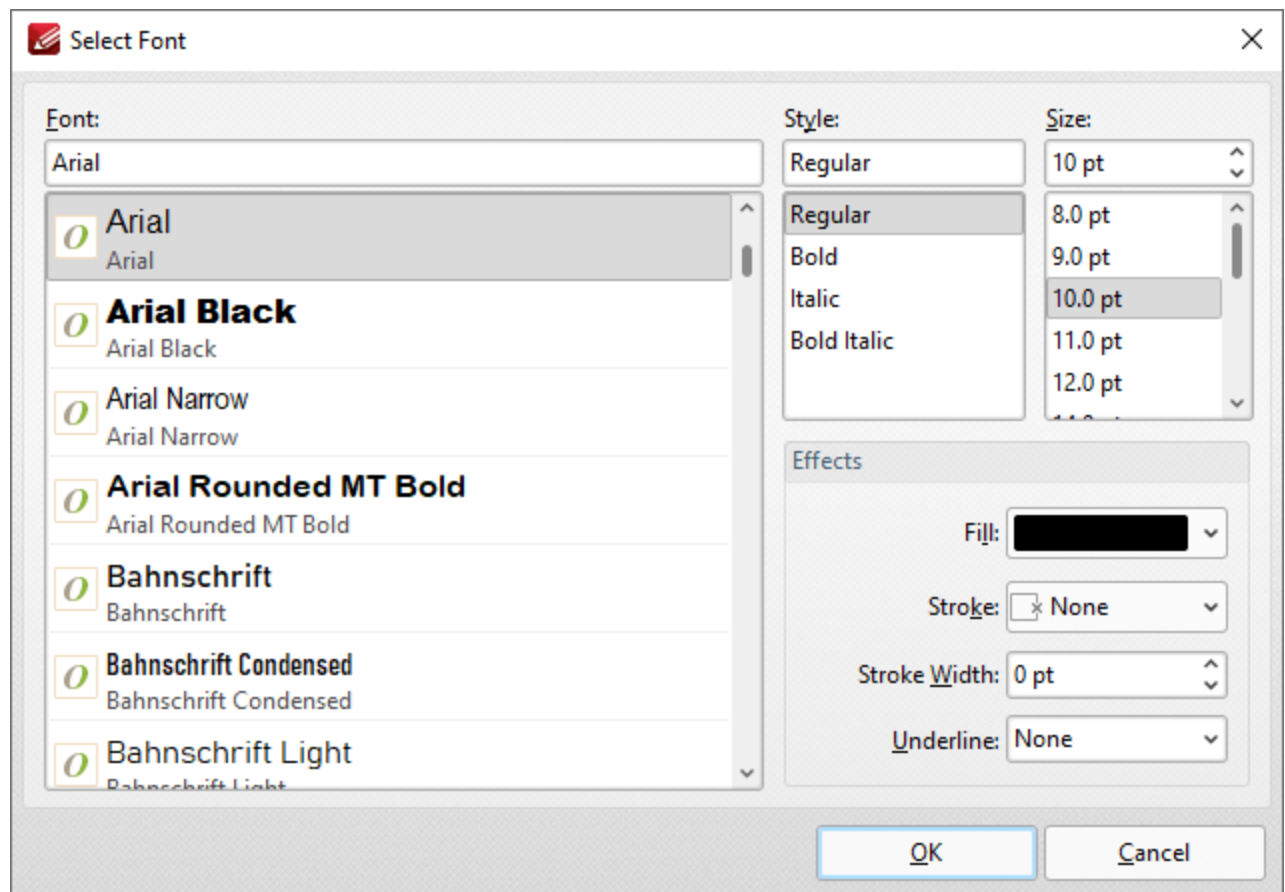 Select Font
Font:
Arial
Arial
Arial
Arial Black
Arial Black
Arial Narrow
Arial Narrow
Arial Rounded MT Bold
Arial Rounded MT Bold
Bahnschrift
Bahnschrift
Bahnschrift Condensed
Bahnschrift Condensed
Bahnschrift Light
Bahnschrift Light
Style:
Regular
Regular
Bold
Italic
Bold Italic
Size:
10 pt
8.0 pt
9.0 pt
10.0 pt
11.0 pt
12.0 pt
Effects
Fill:
Stroke: None
Stroke Width: 0 pt
Underline: None
OK
Cancel